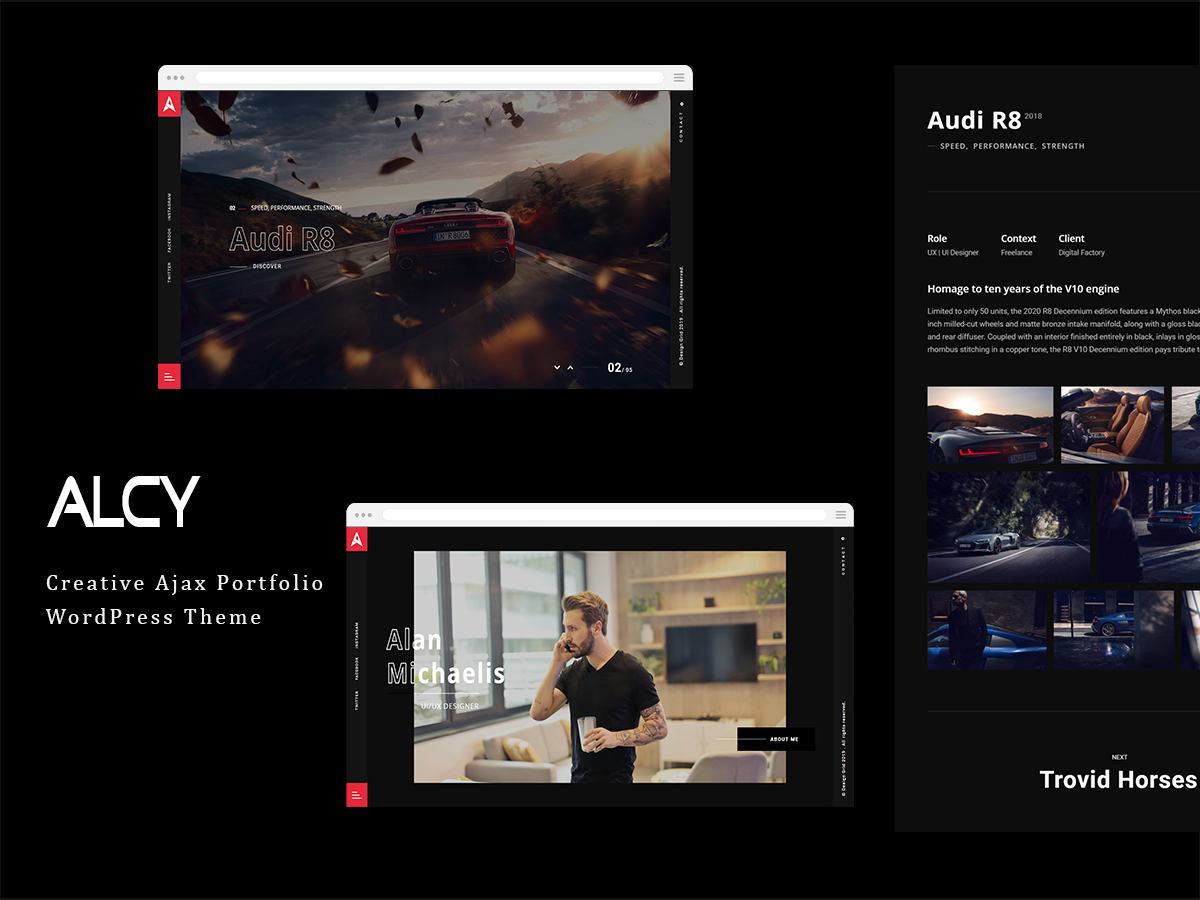 CONTACT
INSTAGRAM
FACEBOOK
TWITTER
02
SPEED, PERFORMANCE, STRENGTH
Audi R8
DISCOVER
© Design Grid 2019 . All rights reserved.
02/ 05
ALCY
Creative Ajax Portfolio
WordPress Theme
CONTACT
INSTAGRAM
FACEBOOK
TWITTER
Alan
Michaelis
UI/UX DESIGNER
ABOUT ME
© Design Grid 2019 . All rights reserved.
Audi R8 2018
SPEED, PERFORMANCE, STRENGTH
Role Context Client
UX | UI Designer Freelance Digital Factory
Homage to ten years of the V10 engine
Limited to only 50 units, the 2020 R8 Decennium edition features a Mythos black
inch milled-cut wheels and matte bronze intake manifold, along with a gloss
and rear diffuser. Coupled with an interior finished entirely in black, inlays in
rhombus stitching in a copper tone, the R8 V10 Decennium edition pays tribute
NEXT
Trovid Horses